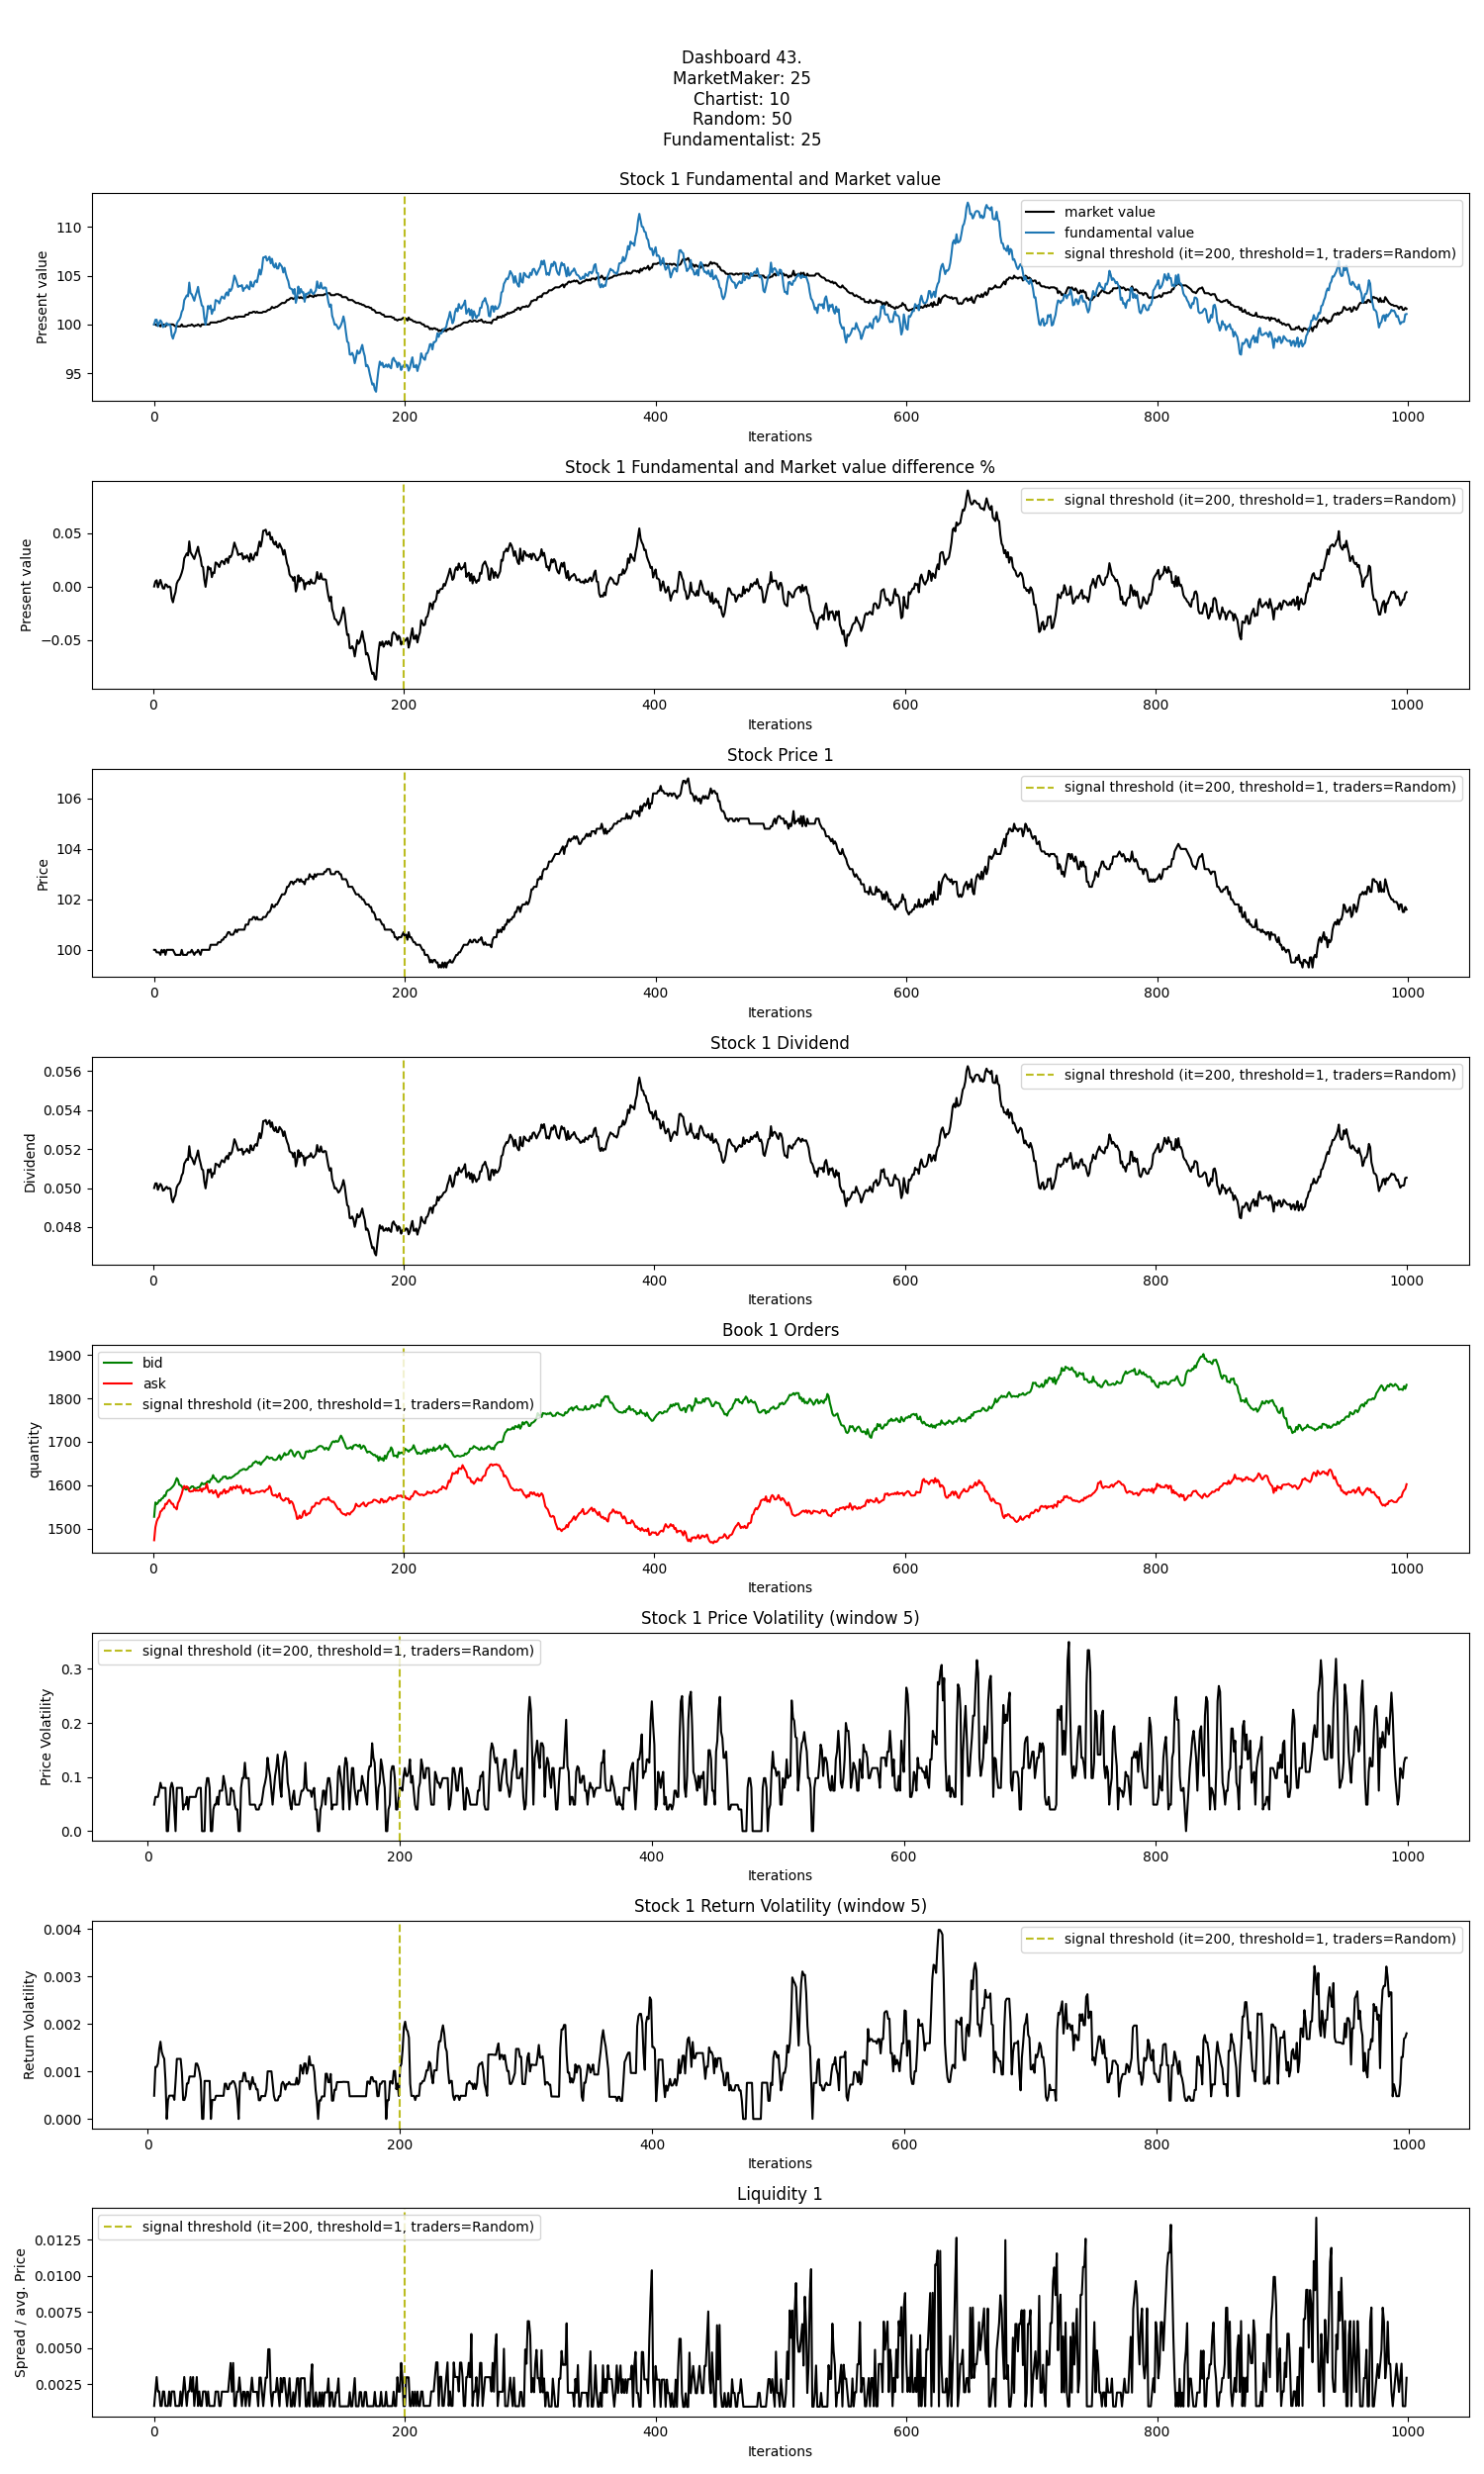 Dashboard 43.
MarketMaker: 25
Chartist: 10
Random: 50
Fundamentalist: 25
Stock 1 Fundamental and Market value
Present value
110
105
100
95
market value
fundamental value
signal threshold (it=200, threshold=1, traders=Random)
0 200 400 600 800 1000
Iterations
Stock 1 Fundamental and Market value difference %
Present value
0.05
0.00
−0.05
signal threshold (it=200, threshold=1, traders=Random)
0 200 400 600 800 1000
Iterations
Stock Price 1
Price
106
104
102
100
signal threshold (it=200, threshold=1, traders=Random)
0 200 400 600 800 1000
Iterations
Stock 1 Dividend
Dividend
0.056
0.054
0.052
0.050
0.048
signal threshold (it=200, threshold=1, traders=Random)
0 200 400 600 800 1000
Iterations
Book 1 Orders
quantity
1900
1800
1700
1600
1500
bid
ask
signal threshold (it=200, threshold=1, traders=Random)
0 200 400 600 800 1000
Iterations
Stock 1 Price Volatility (window 5)
Price Volatility
0.3
0.2
0.1
0.0
signal threshold (it=200, threshold=1, traders=Random)
0 200 400 600 800 1000
Iterations
Stock 1 Return Volatility (window 5)
Return Volatility
0.004
0.003
0.002
0.001
0.000
signal threshold (it=200, threshold=1, traders=Random)
0 200 400 600 800 1000
Iterations
Liquidity 1
Spread / avg. Price
0.0125
0.0100
0.0075
0.0050
0.0025
signal threshold (it=200, threshold=1, traders=Random)
0 200 400 600 800 1000
Iterations